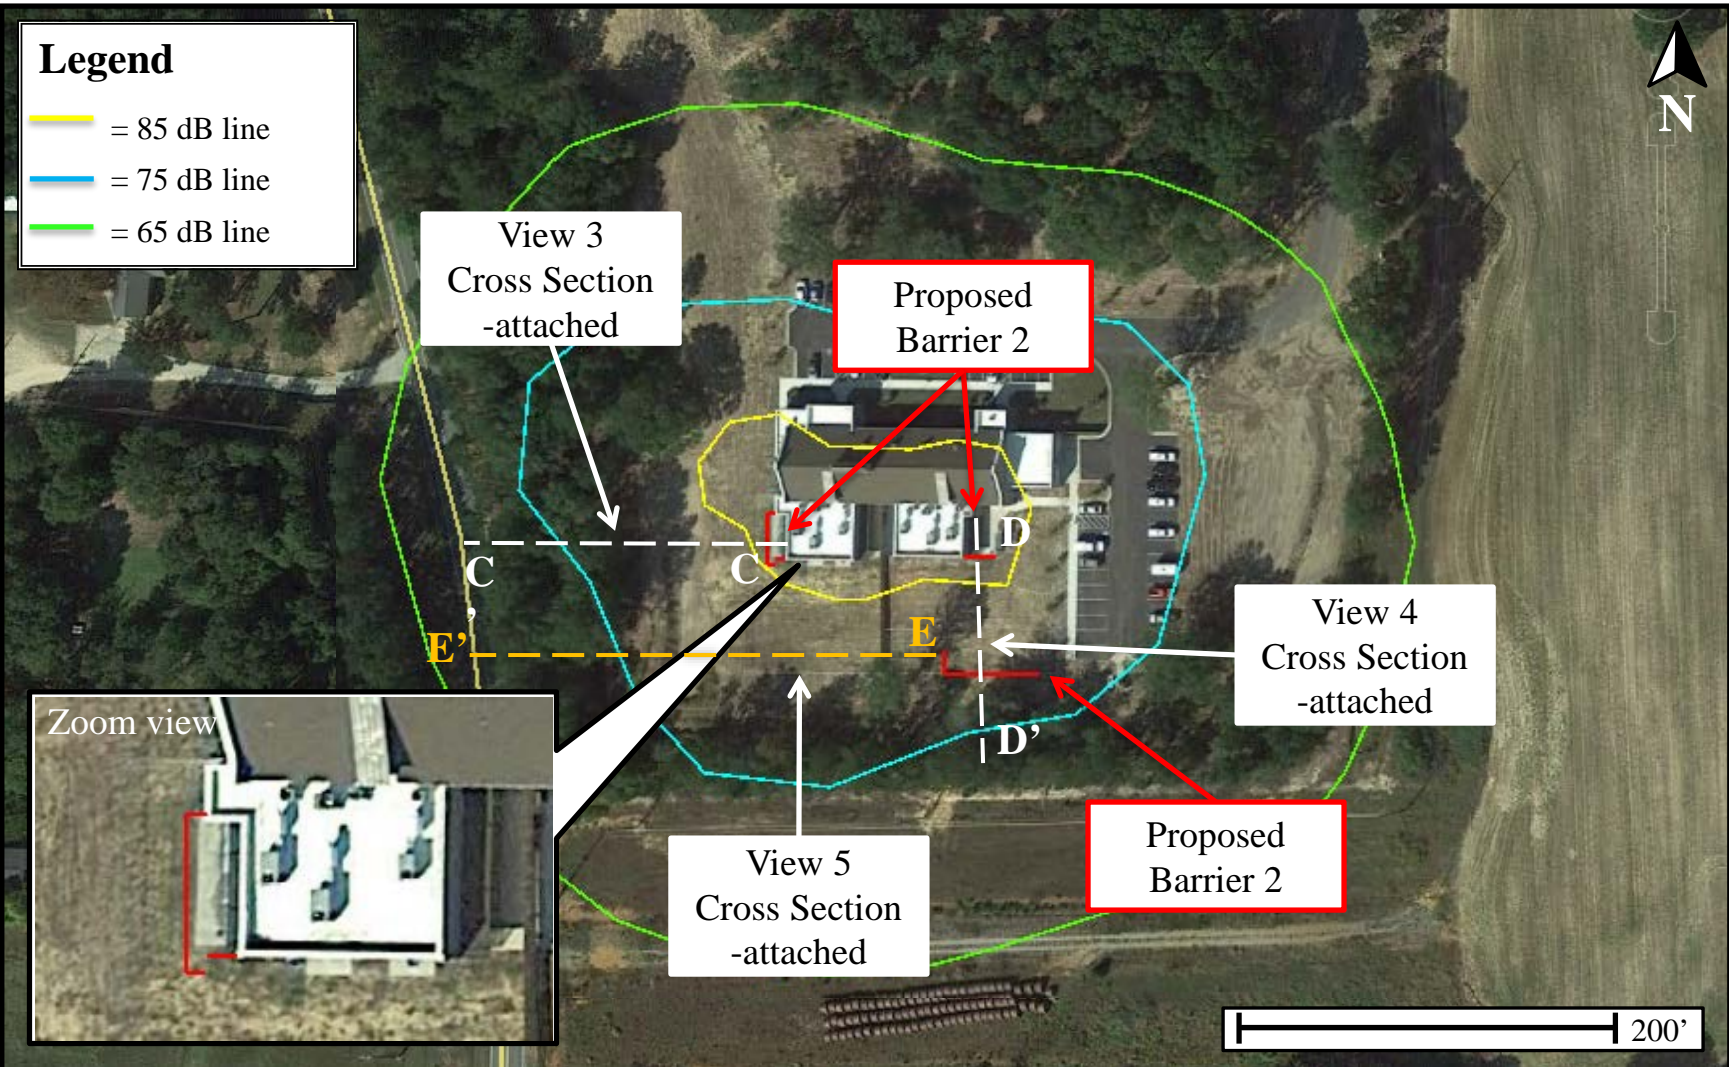 Legend
= 85 dB line
= 75 dB line
= 65 dB line
N
View 3
Cross Section
-attached
Proposed
Barrier 2
D
C
C
’
E’
E
View 4
Cross Section
-attached
D’
Zoom view
View 5
Cross Section
-attached
Proposed
Barrier 2
200’